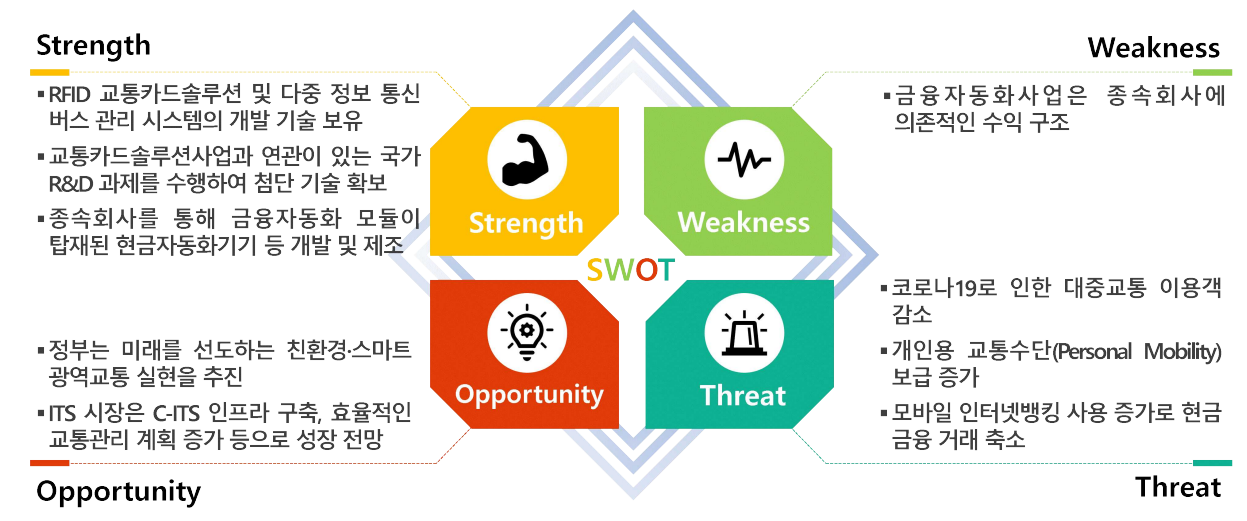 Strength
▪RFID 교통카드솔루션 및 다중 정보 통신
버스 관리 시스템의 개발 기술 보유
▪교통카드솔루션사업과 연관이 있는 국가
R&D 과제를 수행하여 첨단 기술 확보
▪종속회사를 통해 금융자동화 모듈이
탑재된 현금자동화기기 등 개발 및 제조
Weakness
▪금융자동화사업은 종속회사에
의존적인 수익 구조
Strength
Weakness
SWOT
Opportunity
Threat
▪정부는 미래를 선도하는 친환경·스마트
광역교통 실현을 추진
▪ITS 시장은 C-ITS 인프라 구축, 효율적인
교통관리 계획 증가 등으로 성장 전망
Opportunity
▪코로나19로 인한 대중교통 이용객
감소
▪개인용 교통수단(Personal Mobility)
보급 증가
▪모바일 인터넷뱅킹 사용 증가로 현금
금융 거래 축소
Threat